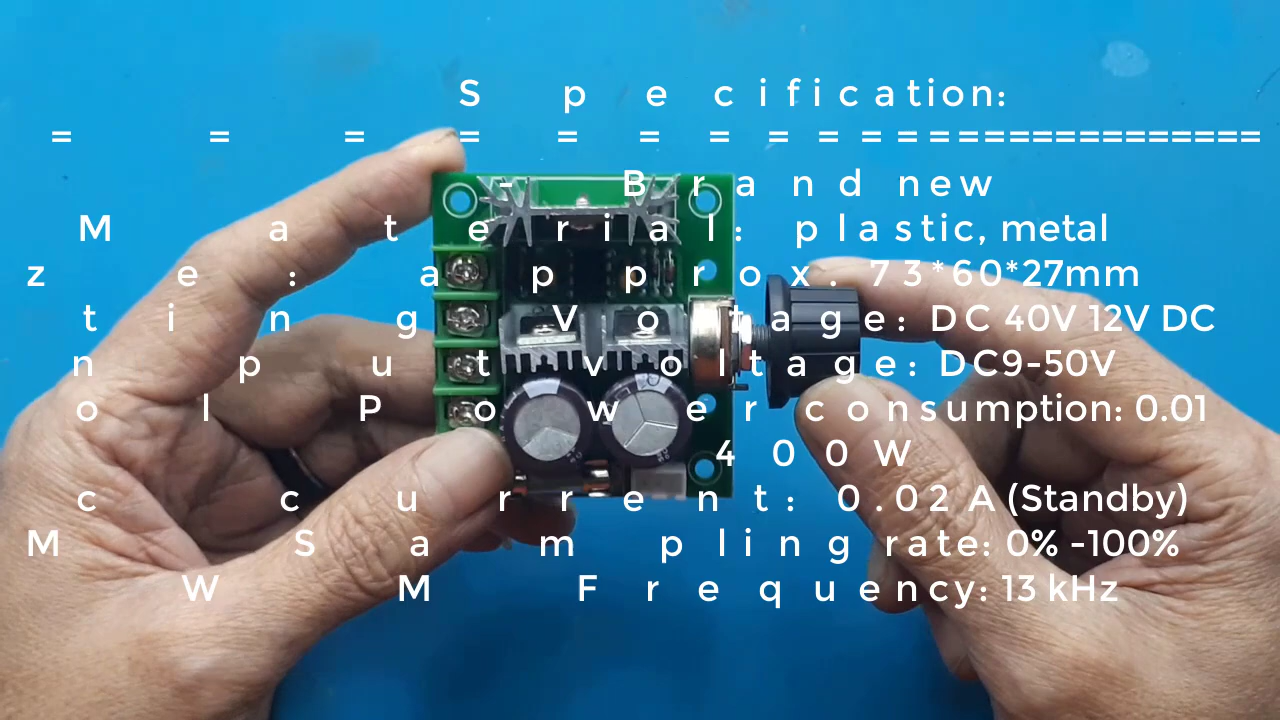 Specification:
==========================
- Brand new
Material: plastic, metal
ze: approx. 73*60*27mm
ting Voltage: DC 40V 12V DC
nput voltage: DC9-50V
ol Power consumption: 0.01
400W
c current: 0.02 A (Standby)
M Sampling rate: 0% -100%
WM Frequency: 13 kHz